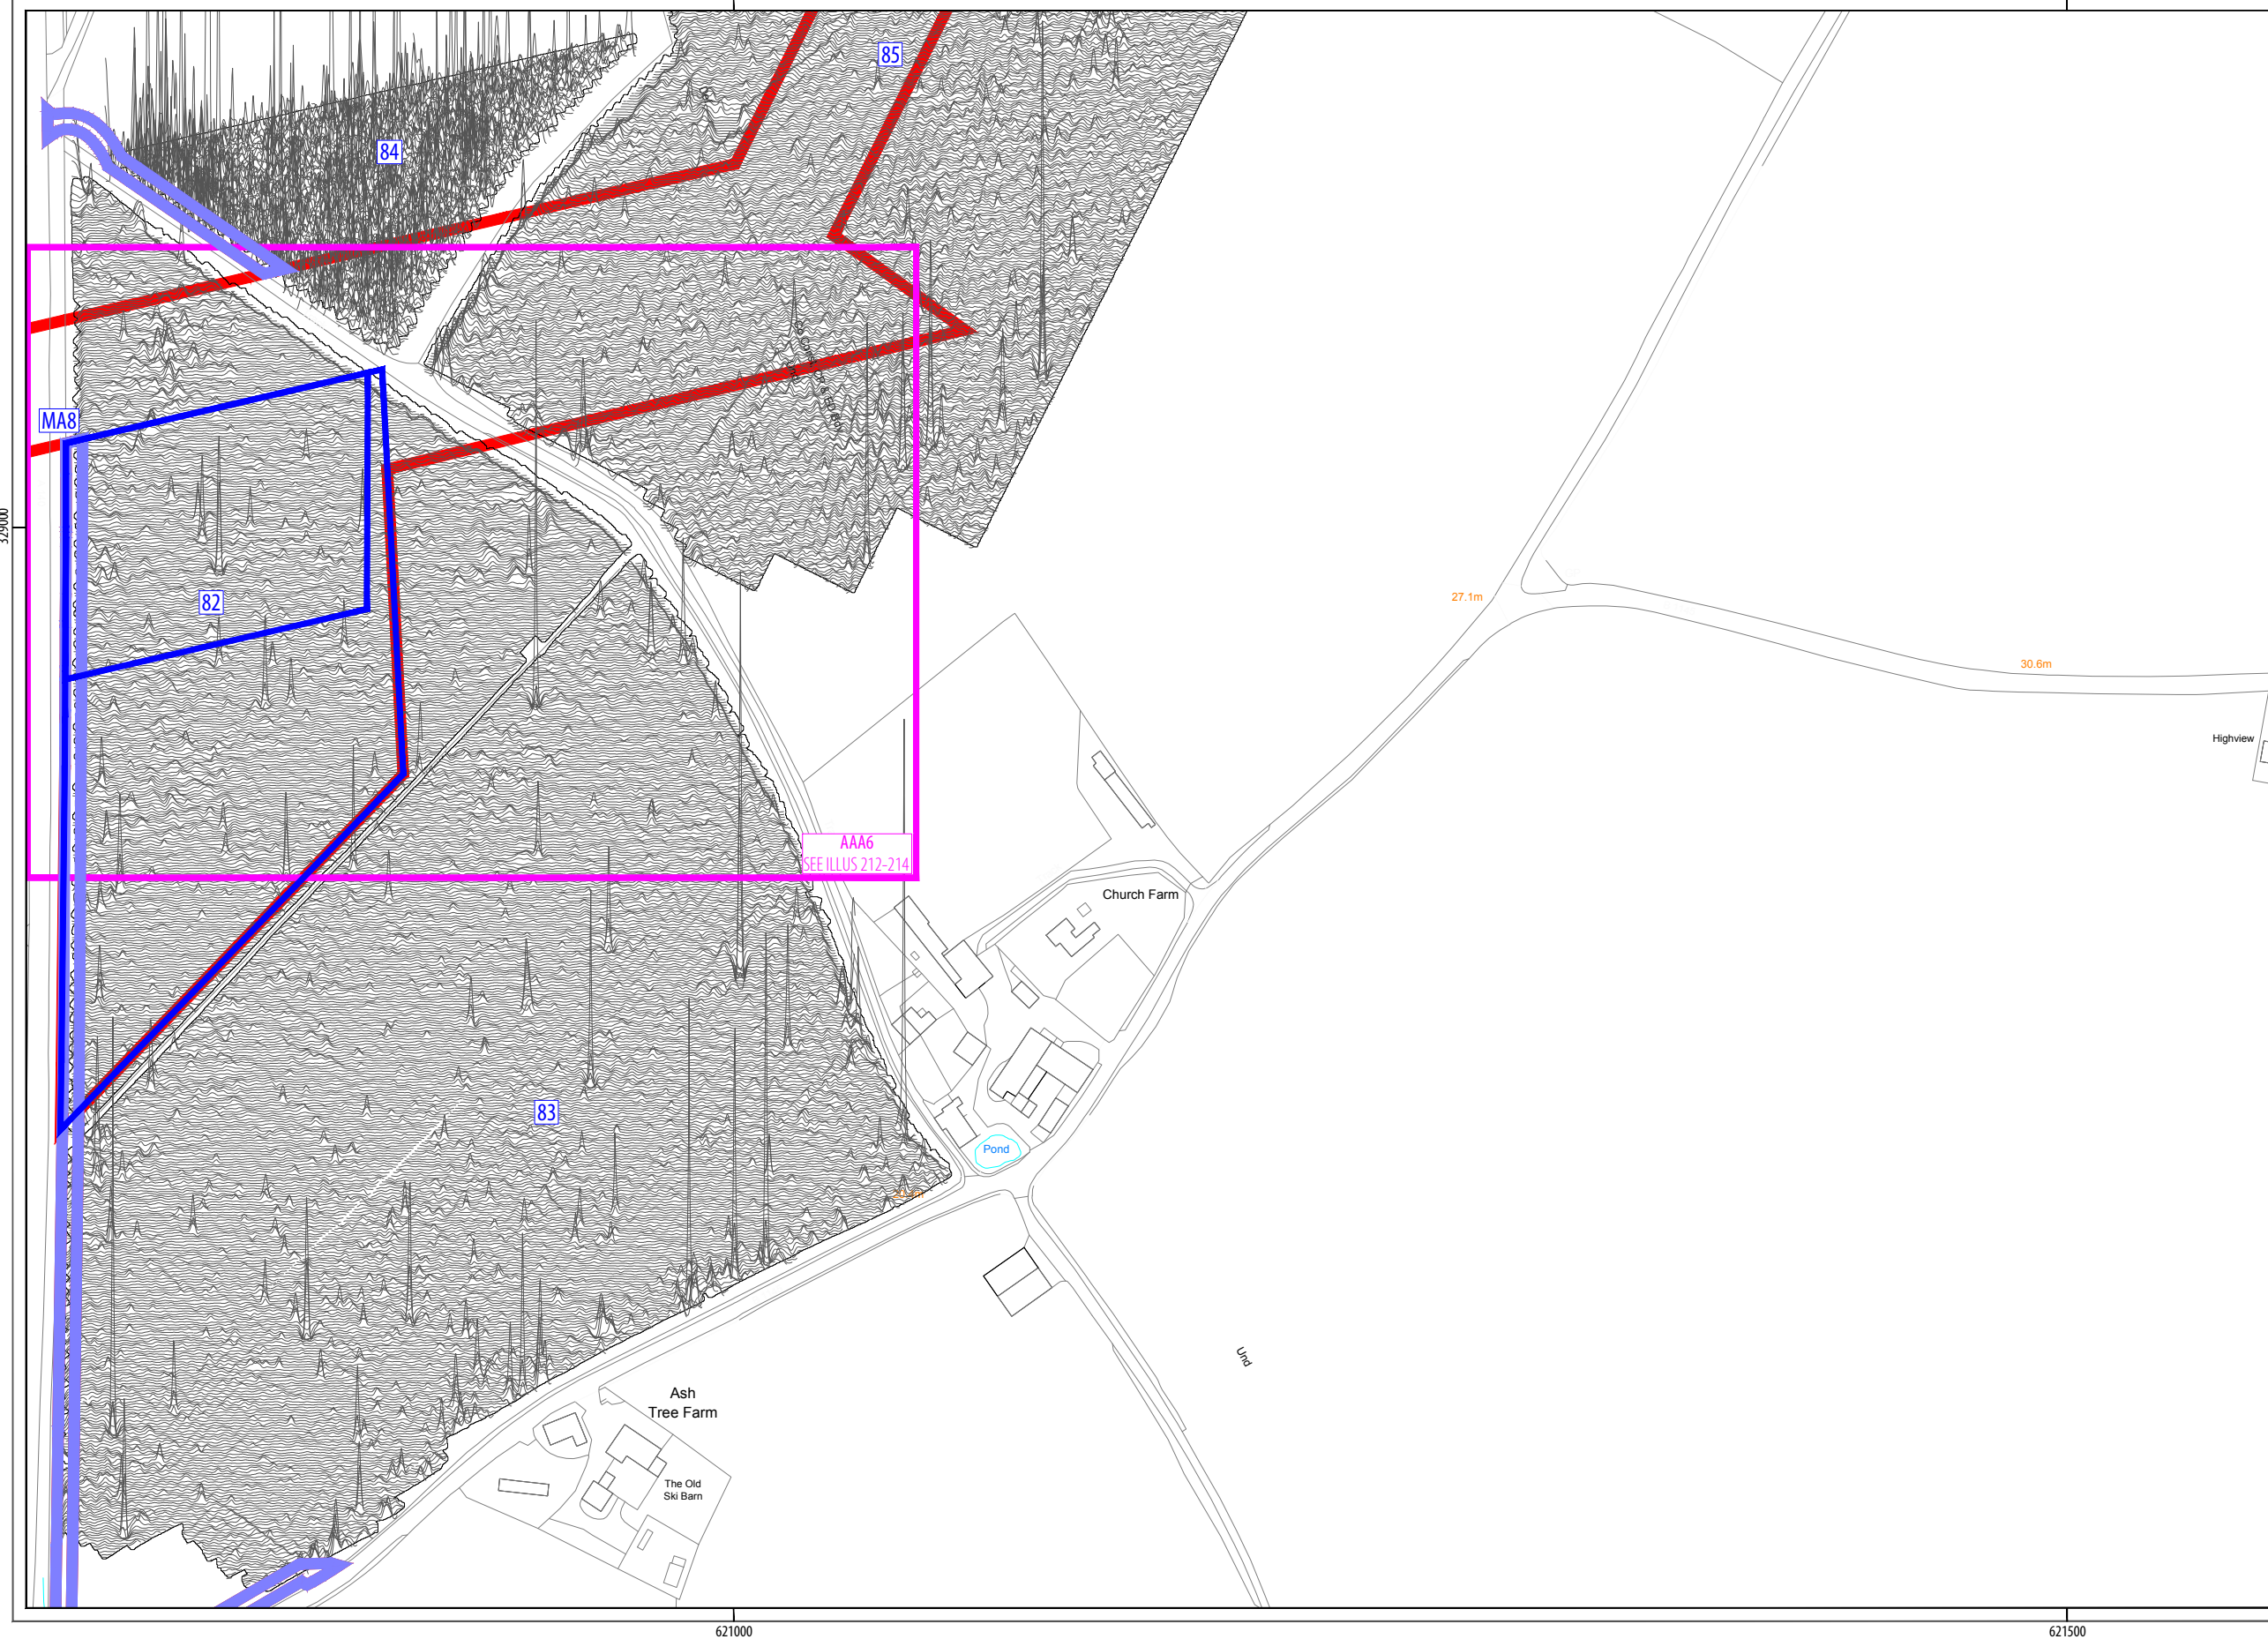 85
84
MA8
329000
82
27.1m
30.6m
Highview
AAA6
SEE ILLUS 212-214
Church Farm
83
Pond
Und
Ash
Tree Farm
The Old
Ski Barn
621000
621500